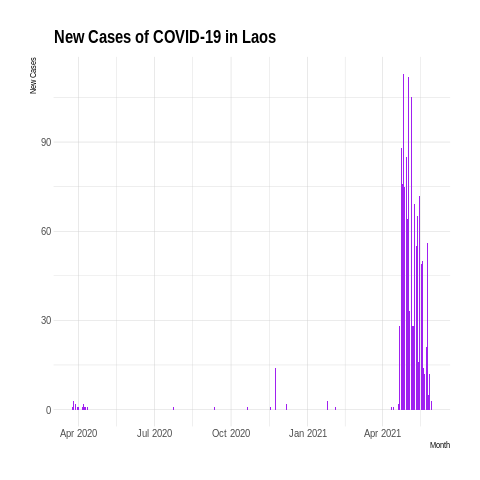 New Cases of COVID-19 in Laos
New Cases
90
60
30
0
Apr 2020
Jul 2020
Oct 2020
Jan 2021
Apr 2021
Month